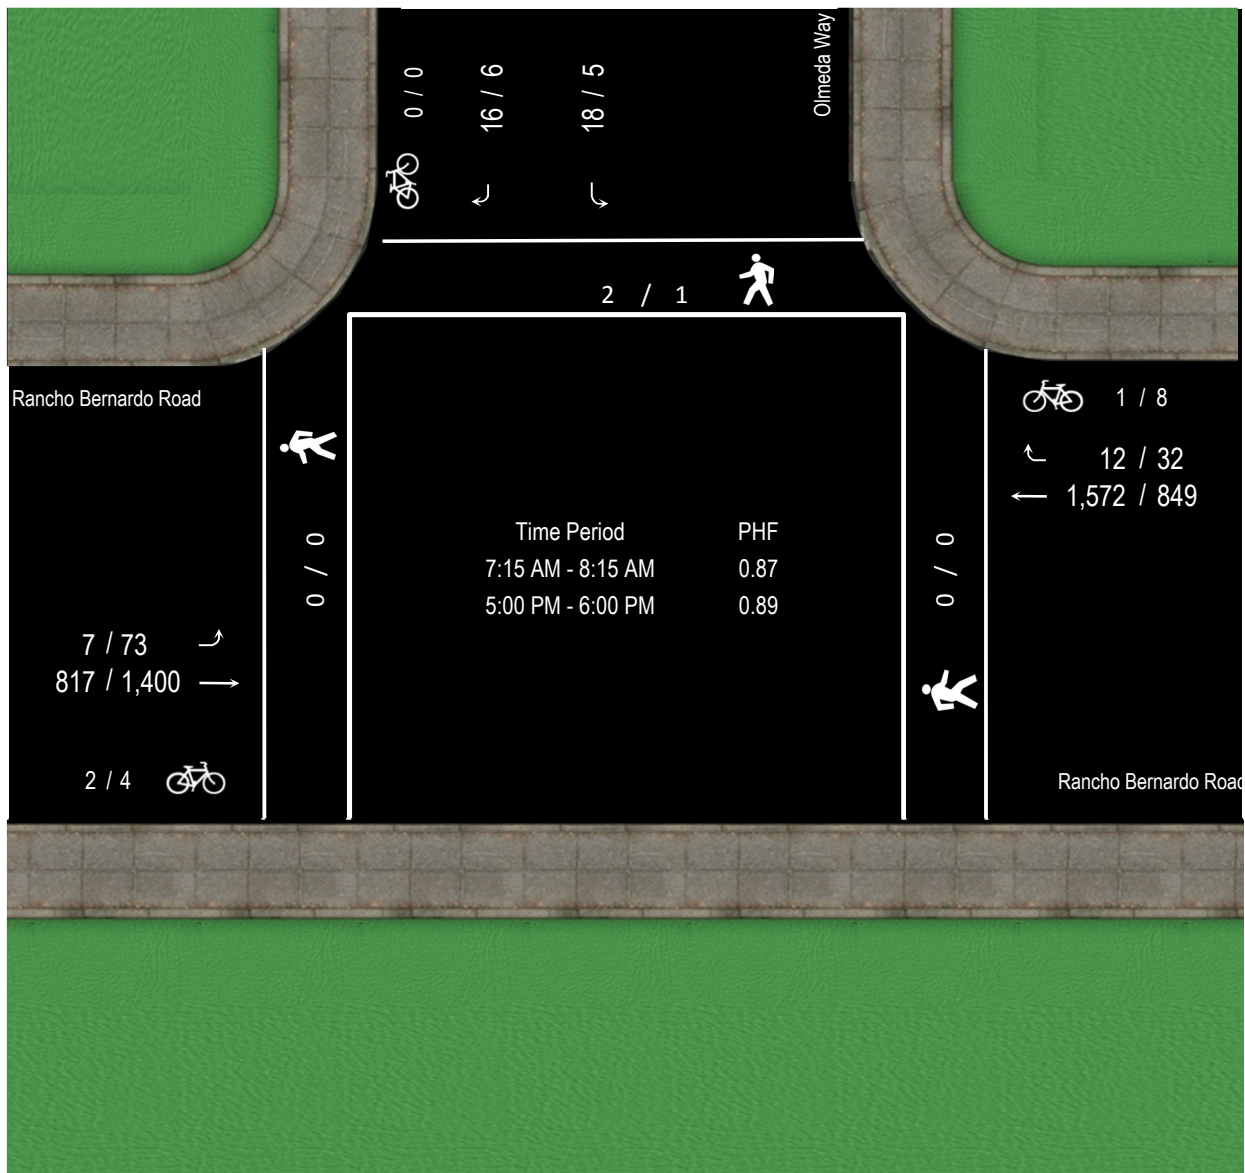 Olmeda Way
0 / 0
16 / 6
18 / 5
2 / 1
Rancho Bernardo Road
1 / 8
12 / 32
1,572 / 849
0 / 0
Time Period PHF
7:15 AM - 8:15 AM 0.87
5:00 PM - 6:00 PM 0.89
0 / 0
7 / 73
817 / 1,400
2 / 4
Rancho Bernardo Road